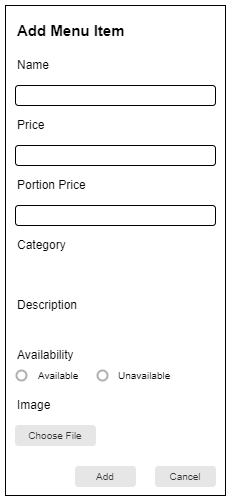 Add Menu Item
Name
Price
Portion Price
Category
Description
Availability
Available Unavailable
Image
Choose File
Add Cancel